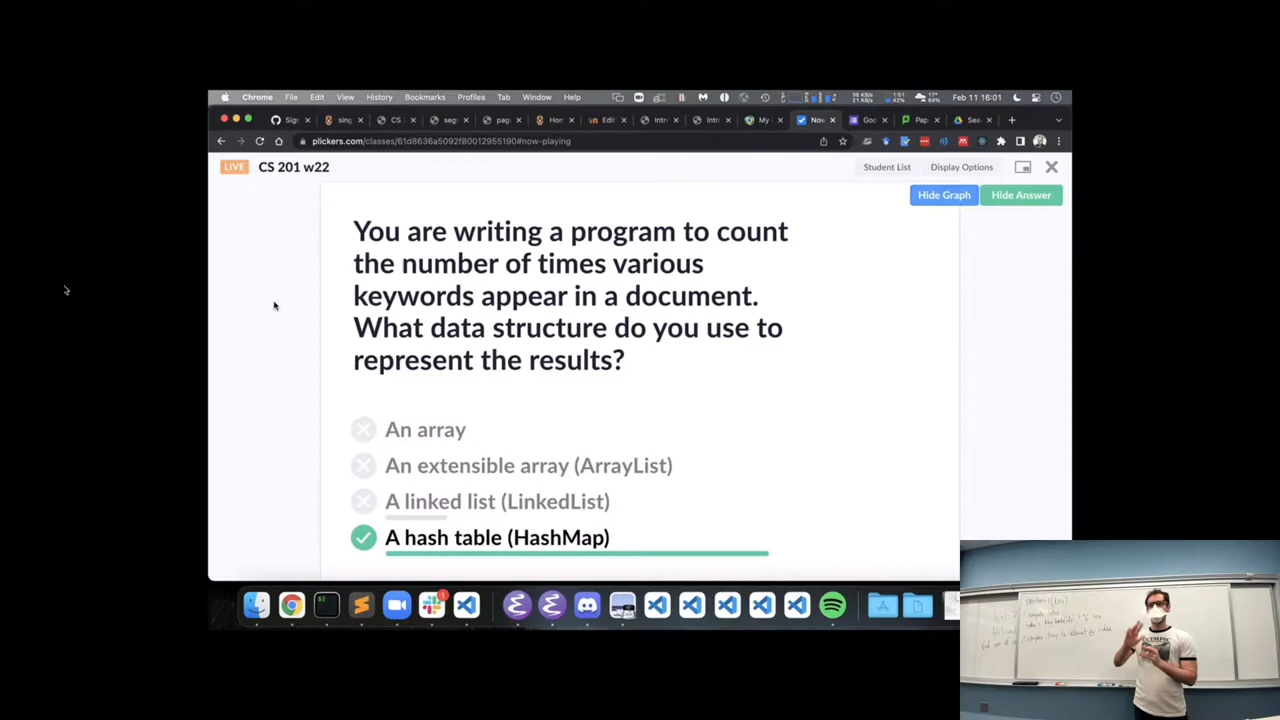 Chrome File Edit View History Bookmarks Profiles Tab Window Help Feb 11 16:01
plickers.com/classes/61d8636a5092f80012955190#now-playing
LIVE CS 201 w22 Student List Display Options
Hide Graph Hide Answer
You are writing a program to count
the number of times various
keywords appear in a document.
What data structure do you use to
represent the results?
An array
An extensible array (ArrayList)
A linked list (LinkedList)
A hash table (HashMap)
OLYMPIC